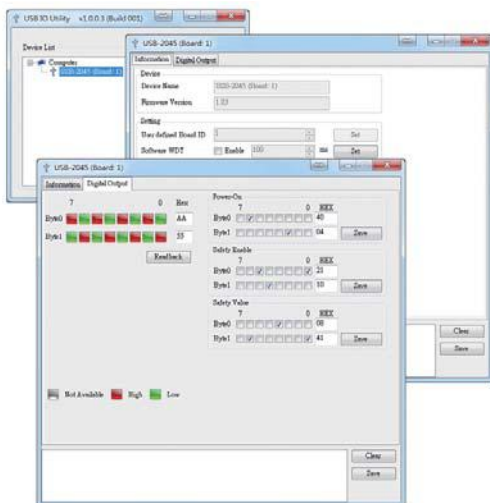 USB IO Utility v1.0.0.3 (Build 001)
Device List
Computer
USB-2045 (Board: 1)
USB-2045 (Board: 1)
Information Digital Output
Device
Device Name USB-2045 (Board: 1)
Firmware Version
Setting
User defined Board ID 1 Set
Software WDT Enable 100 ms Set
Clear
Save
USB-2045 (Board: 1)
Information Digital Output
7 0 Hex
Byte0 AA
Byte1 55
Readback
Power-On
7 0 HEX
Byte0 40
Byte1 04 Save
Safety Enable
7 0 HEX
Byte0 21
Byte1 10 Save
Safety Value
7 0 HEX
Byte0 08
Byte1 41 Save
Not Available High Low
Clear
Save